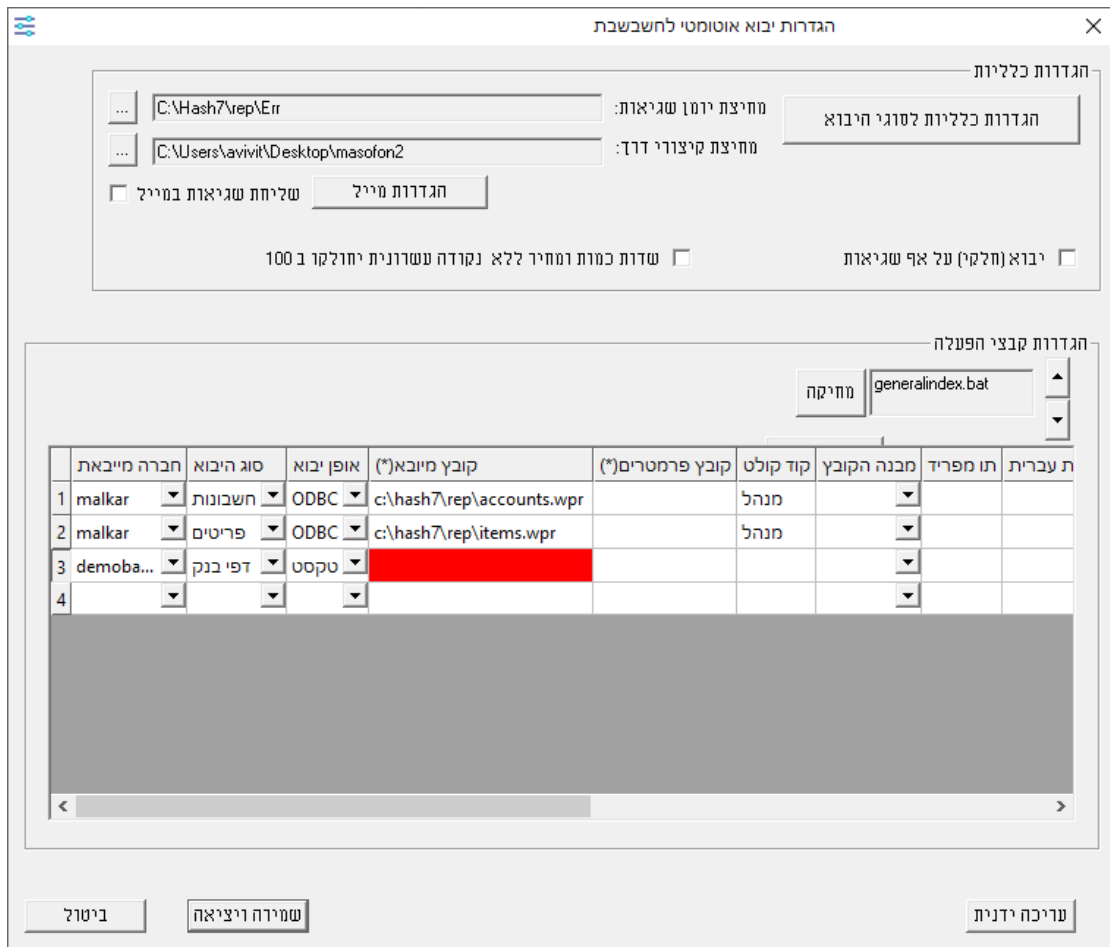 הגדרות יבוא אוטומטי לחשבשבת
הגדרות כלליות
הגדרות כלליות לסוגי היבוא
מחיצת יומן שגיאות: C:\Hash7\rep\Err ...
מחיצת קיצורי דרך: C:\Users\avivit\Desktop\masofon2 ...
הגדרות מייל שליחת שגיאות במייל
יבוא (חלקי) על אף שגיאות שדות כמות ומחיר ללא נקודה עשרונית יחולקו ב 100
הגדרות קבצי הפעלה
generalindex.bat מחיקה
חברה מייבאת סוג היבוא אופן יבוא קובץ מיובא(*) קובץ פרמטרים(*) קוד קולט מבנה הקובץ תו מפריד ת עברית
1 malkar חשבונות ODBC c:\hash7\rep\accounts.wpr מנהל
2 malkar פריטים ODBC c:\hash7\rep\items.wpr מנהל
3 demoba... דפי בנק טקסט
4
עריכה ידנית שמירה ויציאה ביטול